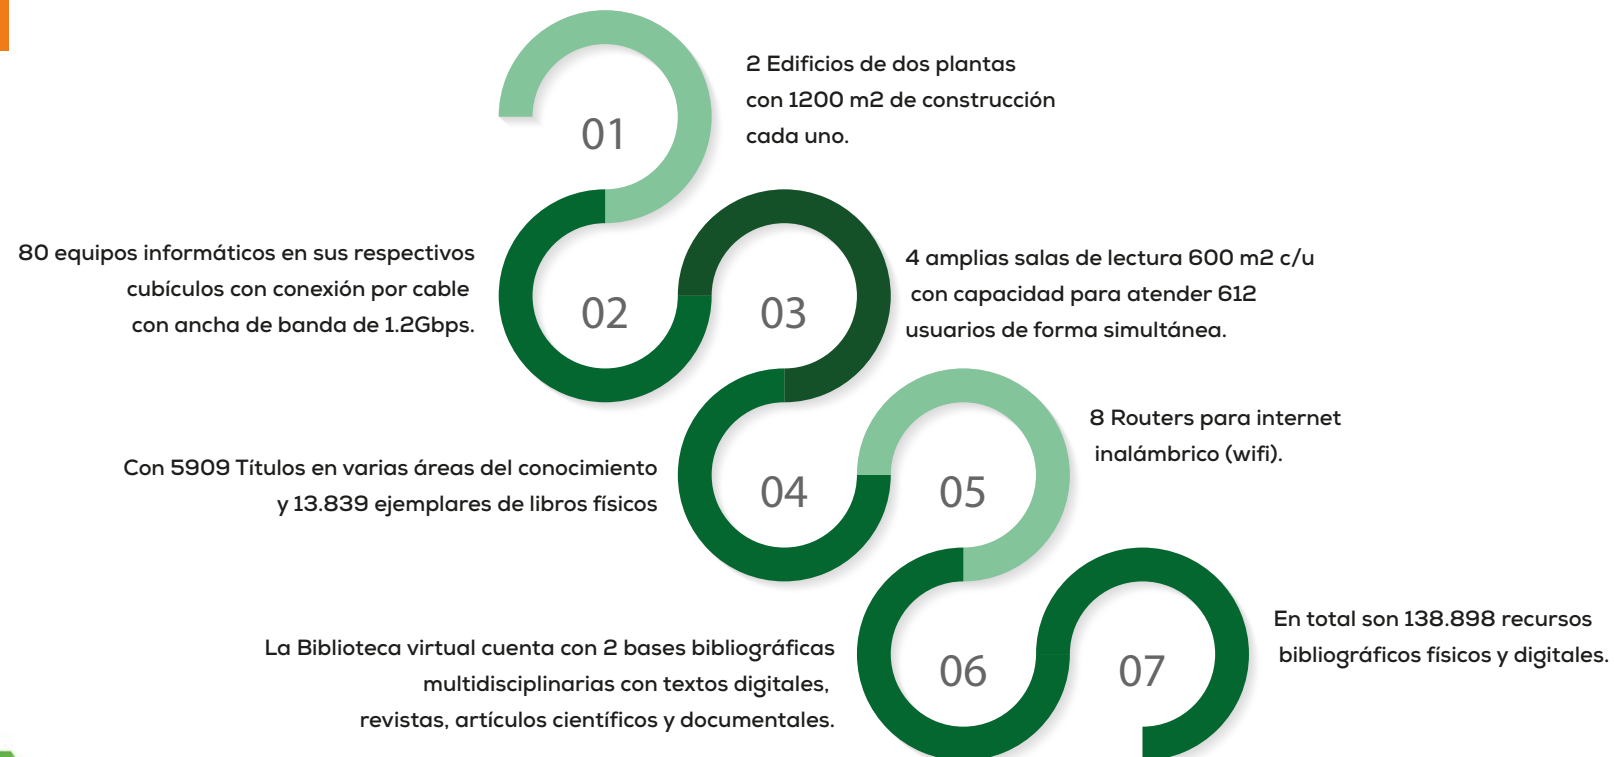 01
2 Edificios de dos plantas
con 1200 m2 de construcción
cada uno.
02
80 equipos informáticos en sus respectivos
cubículos con conexión por cable
con ancha de banda de 1.2Gbps.
03
4 amplias salas de lectura 600 m2 c/u
con capacidad para atender 612
usuarios de forma simultánea.
04
Con 5909 Títulos en varias áreas del conocimiento
y 13.839 ejemplares de libros físicos
05
8 Routers para internet
inalámbrico (wifi).
06
La Biblioteca virtual cuenta con 2 bases bibliográficas
multidisciplinarias con textos digitales,
revistas, artículos científicos y documentales.
07
En total son 138.898 recursos
bibliográficos físicos y digitales.